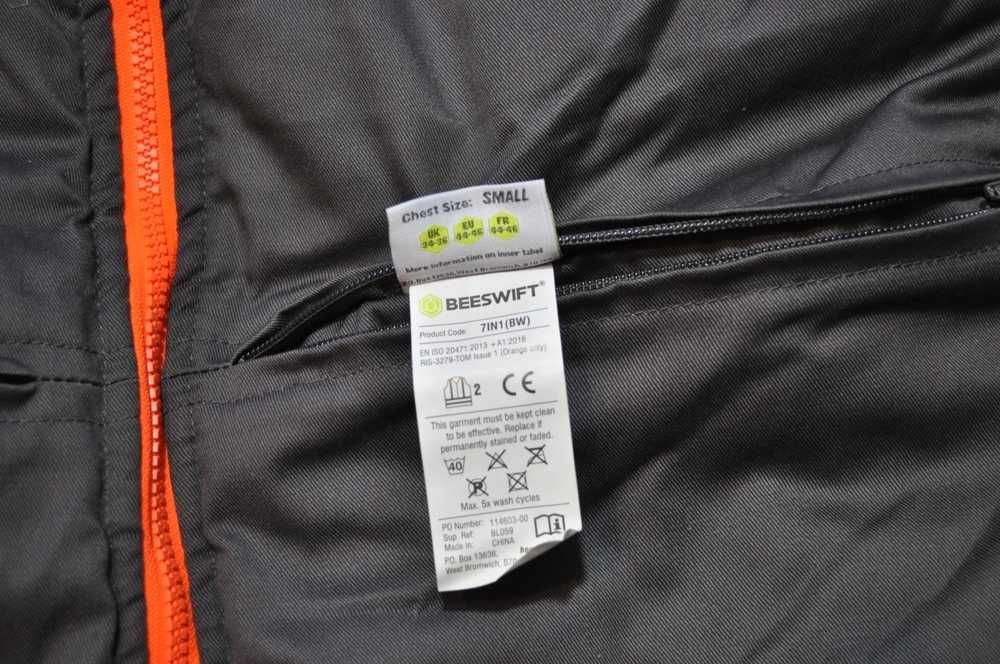 Chest Size: SMALL
UK EU FR
34-36 44-46 44-46
More information on inner label
BEESWIFT®
Product Code: 7IN1(BW)
EN ISO 20471:2013 +A1:2016
RIS-3279-TOM issue 1 (Orange only)
2 CE
This garment must be kept clean
to be effective. Replace if
permanently stained or faded.
40
P
Max. 5x wash cycles
PO Number: 114603-00
Sup. Ref: BL059
Made in: CHINA
i
P.O. Box 13636,
West Bromwich, B70